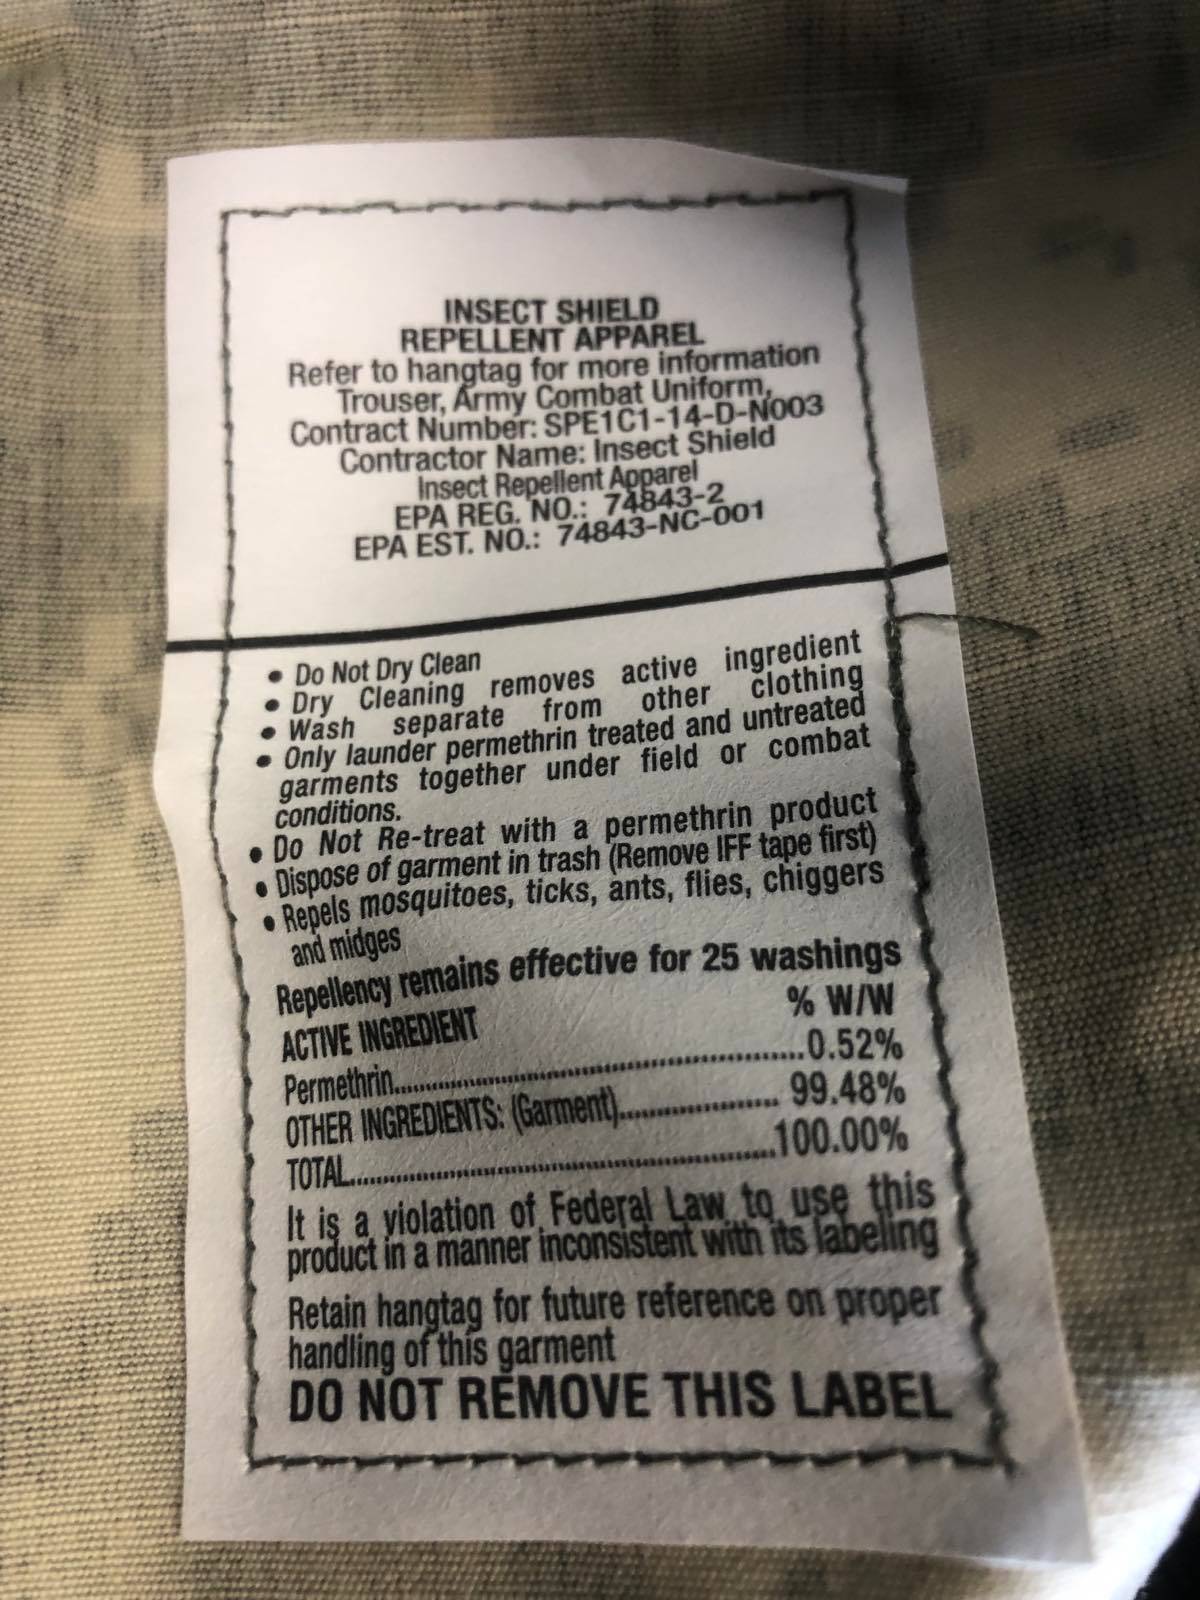 INSECT SHIELD
REPELLENT APPAREL
Refer to hangtag for more information
Trouser, Army Combat Uniform,
Contract Number: SPE1C1-14-D-N003
Contractor Name: Insect Shield
Insect Repellent Apparel
EPA REG. NO.: 74843-2
EPA EST. NO.: 74843-NC-001
• Do Not Dry Clean
• Dry Cleaning removes active ingredient
• Wash separate from other clothing
• Only launder permethrin treated and untreated
garments together under field or combat
conditions.
• Do Not Re-treat with a permethrin product
• Dispose of garment in trash (Remove IFF tape first)
• Repels mosquitoes, ticks, ants, flies, chiggers
and midges
Repellency remains effective for 25 washings
ACTIVE INGREDIENT % W/W
Permethrin..........0.52%
OTHER INGREDIENTS: (Garment)..........99.48%
TOTAL..........100.00%
It is a violation of Federal Law to use this
product in a manner inconsistent with its labeling
Retain hangtag for future reference on proper
handling of this garment
DO NOT REMOVE THIS LABEL